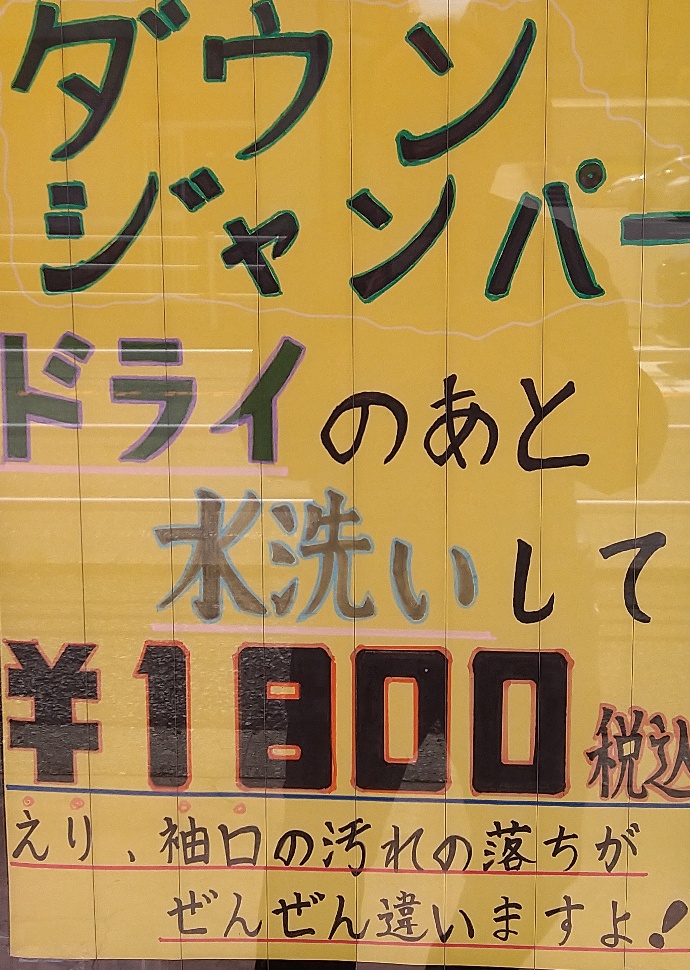 ダウン
ジャンパー
ドライのあと
水洗いして
¥1800税込
えり、袖口の汚れの落ちが
ぜんぜん違いますよ!